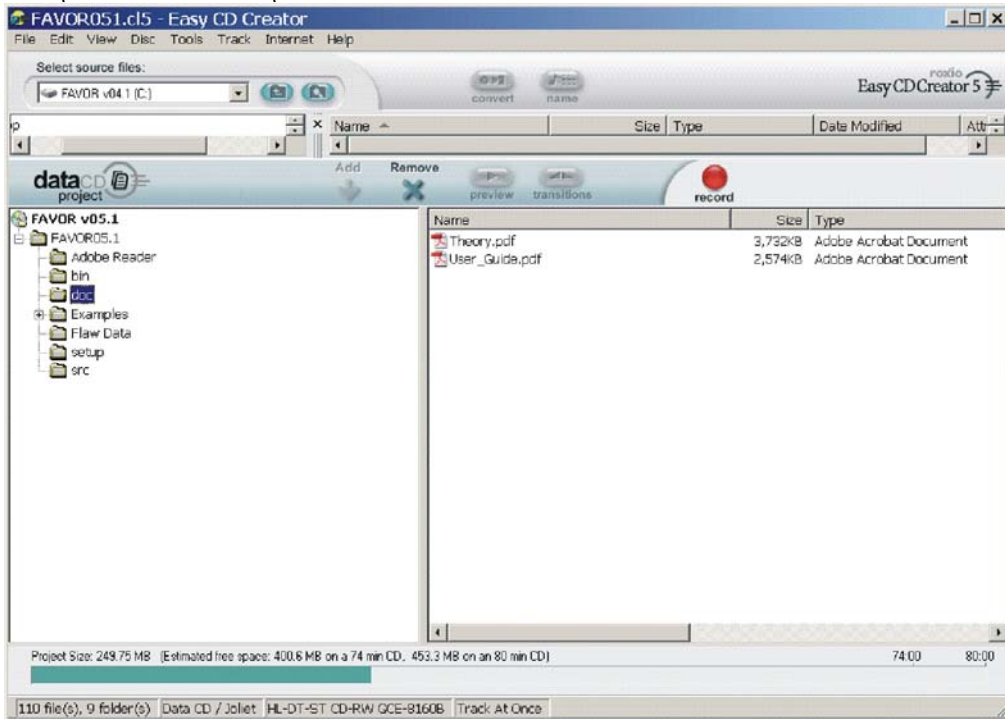 FAVOR051.cl5 - Easy CD Creator
File Edit View Disc Tools Track Internet Help
Select source files:
FAVOR v04.1 (C:)
convert name
roxio
Easy CD Creator 5
Name Size Type Date Modified Attr
Add Remove
data CD project
preview transitions
record
FAVOR v05.1
FAVOR05.1
Adobe Reader
bin
doc
Examples
Flaw Data
setup
src
Name Size Type
Theory.pdf 3,732KB Adobe Acrobat Document
User_Guide.pdf 2,574KB Adobe Acrobat Document
Project Size: 249.75 MB (Estimated free space: 400.6 MB on a 74 min CD, 453.3 MB on an 80 min CD) 74:00 80:00
110 file(s), 9 folder(s) Data CD / Joliet HL-DT-ST CD-RW GCE-8160B Track At Once